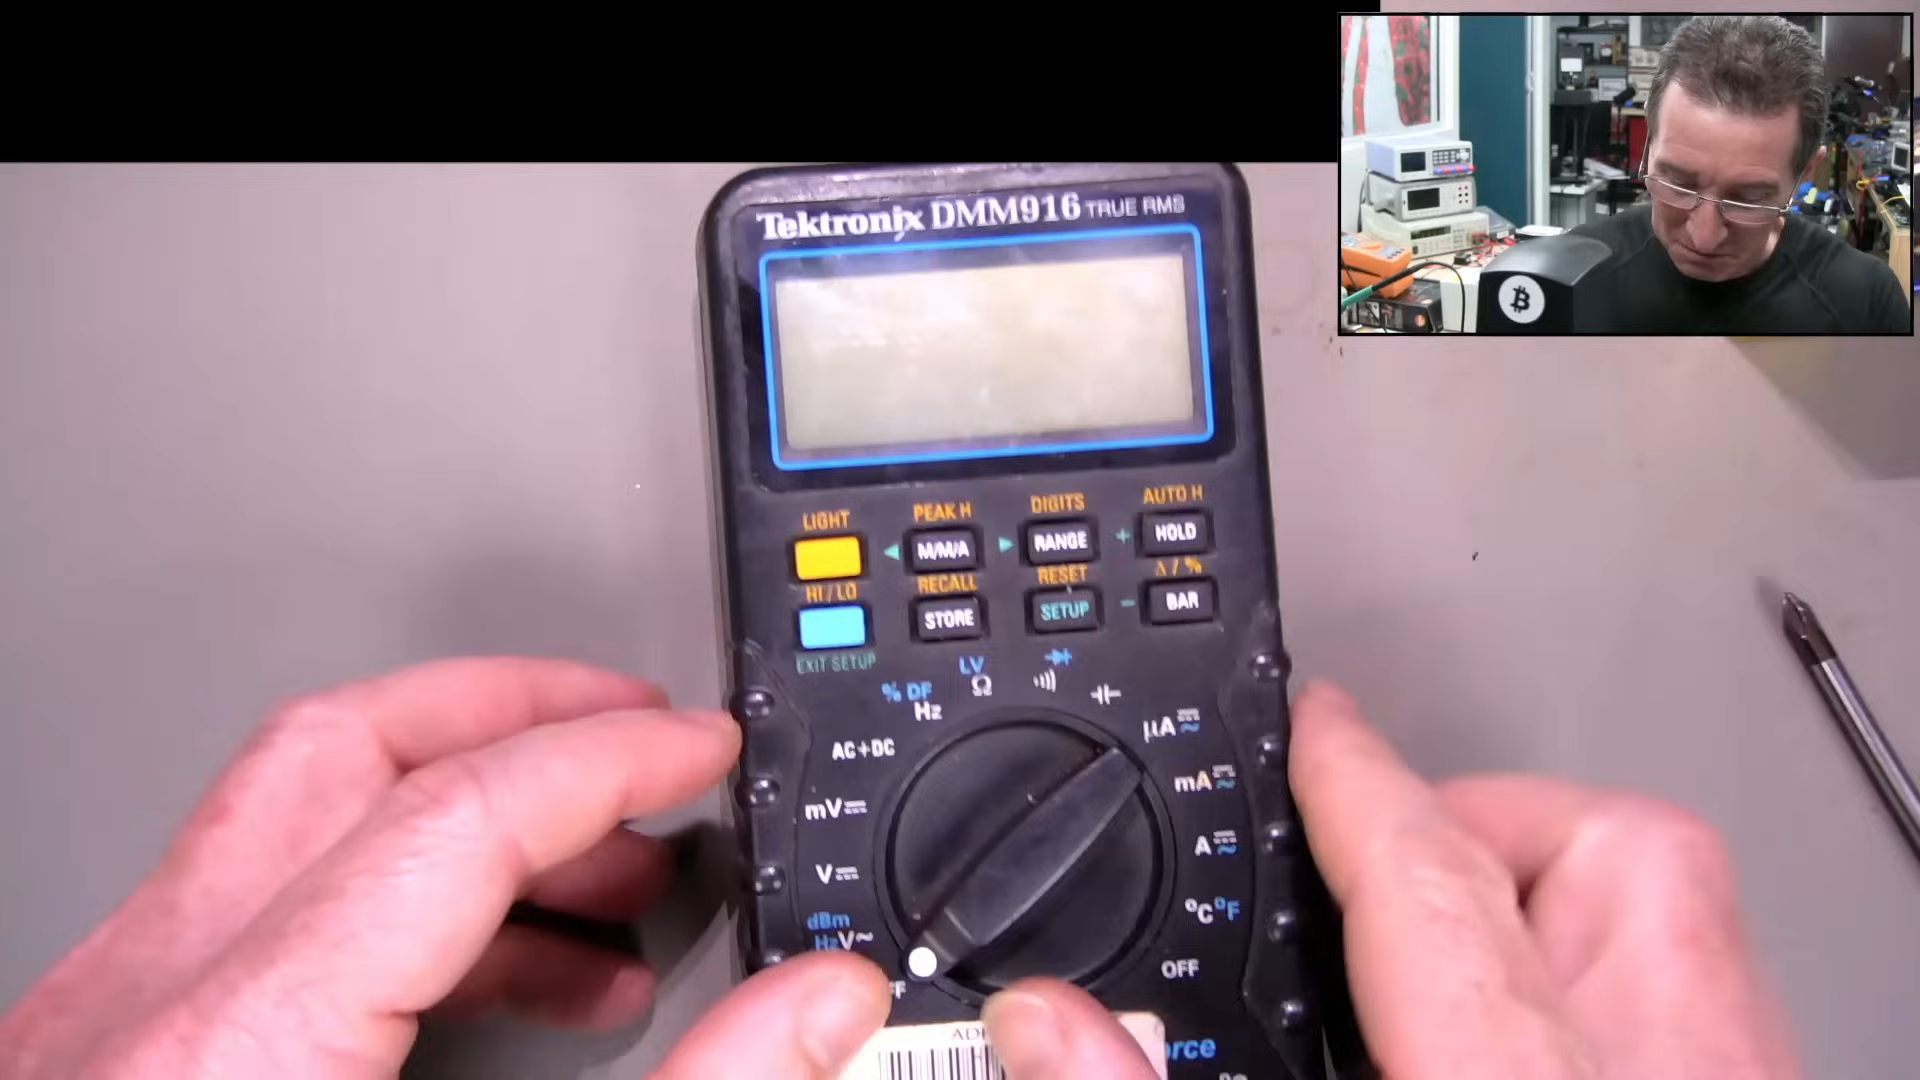 Tektronix DMM916 TRUE RMS
LIGHT
PEAK H
DIGITS
AUTO H
M/M/A
RANGE
+
HOLD
HI / LO
RECALL
RESET
Δ / %
STORE
SETUP
−
BAR
EXIT SETUP
% DF
Hz
LV
Ω
AC+DC
µA
mV
mA
V
A
dBm
Hz V~
°C °F
OFF